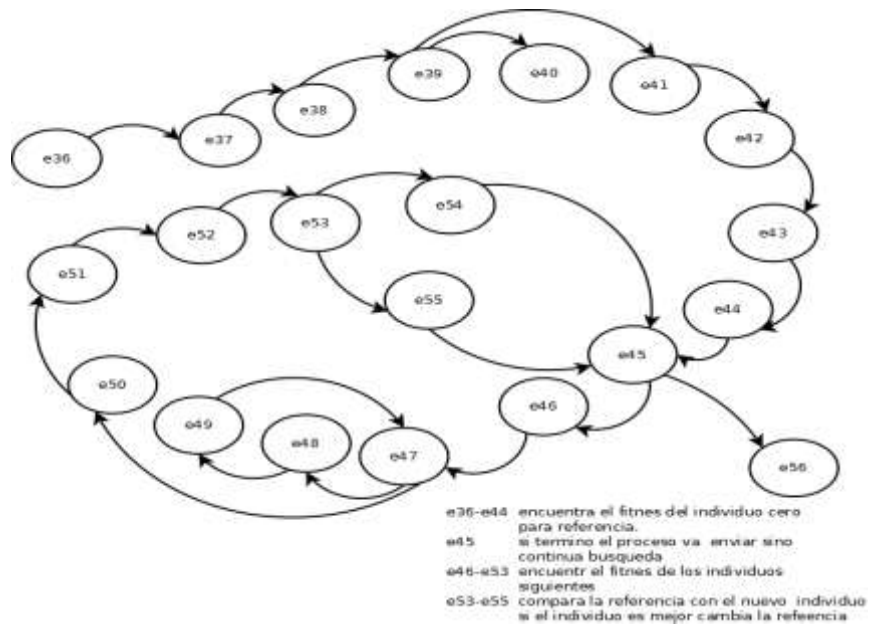 e36
e37
e38
e39
e40
e41
e42
e43
e44
e45
e46
e47
e48
e49
e50
e51
e52
e53
e54
e55
e56
e36-e44 encuentra el fitnes del individuo cero
para referencia.
e45 si termino el proceso va enviar sino
continua busqueda
e46-e53 encuentr el fitnes de los individuos
siguientes
e53-e55 compara la referencia con el nuevo individuo
si el individuo es mejor cambia la refeencia